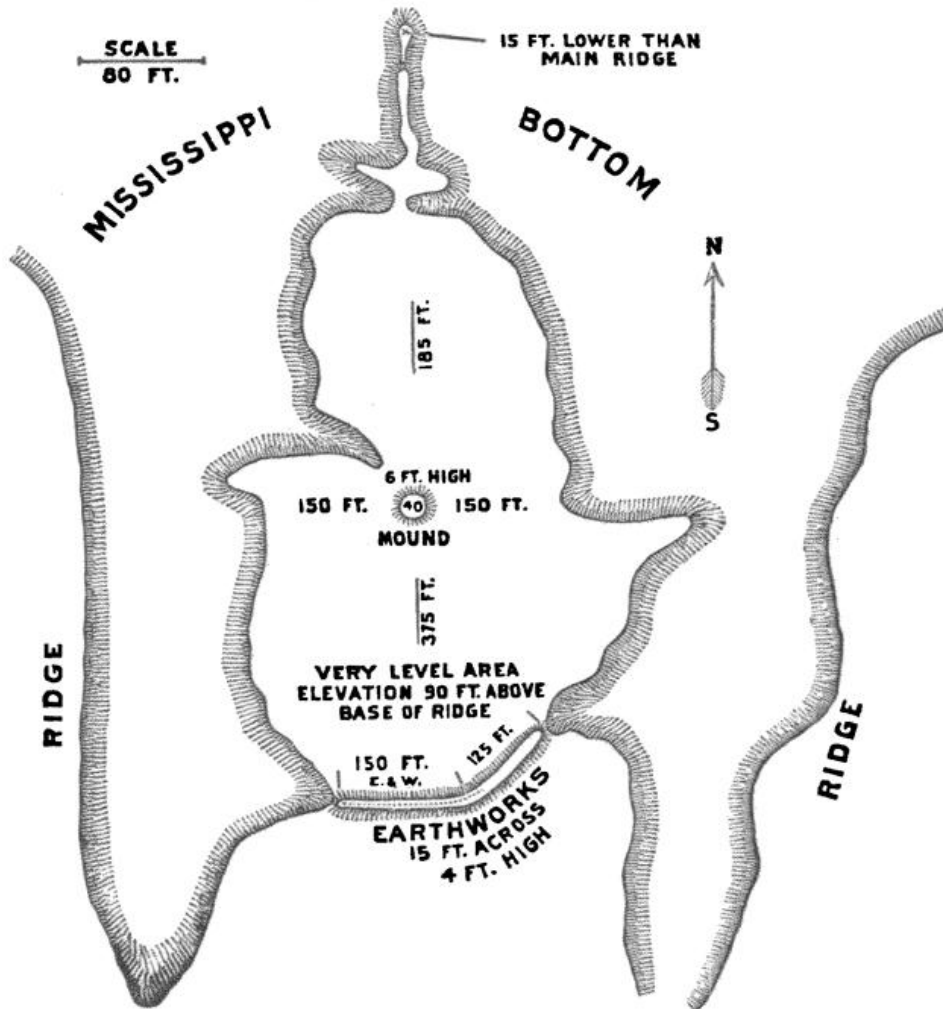 SCALE
80 FT.
15 FT. LOWER THAN
MAIN RIDGE
MISSISSIPPI
BOTTOM
N
S
185 FT.
6 FT. HIGH
150 FT.
40
150 FT.
MOUND
375 FT.
RIDGE
VERY LEVEL AREA
ELEVATION 90 FT. ABOVE
BASE OF RIDGE
RIDGE
150 FT.
E. & W.
125 FT.
EARTHWORKS
15 FT. ACROSS
4 FT. HIGH